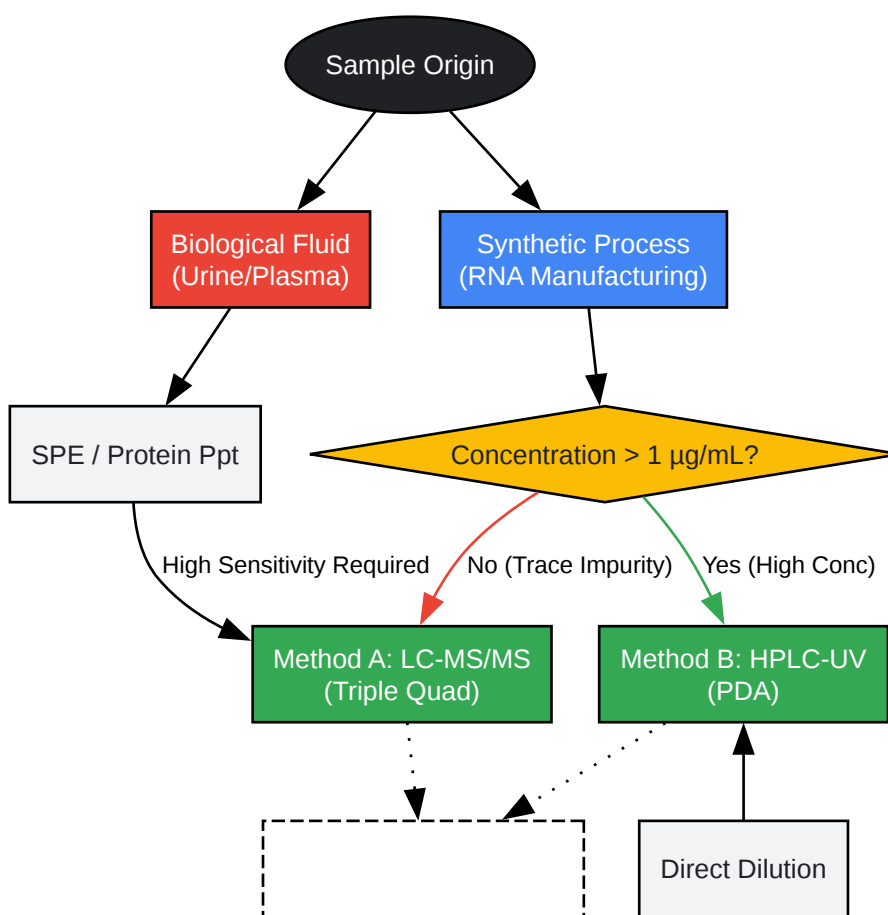 Sample Origin
Biological Fluid
(Urine/Plasma)
Synthetic Process
(RNA Manufacturing)
SPE / Protein Ppt
Concentration > 1 µg/mL?
High Sensitivity Required
No (Trace Impurity)
Yes (High Conc)
Method A: LC-MS/MS
(Triple Quad)
Method B: HPLC-UV
(PDA)
Direct Dilution